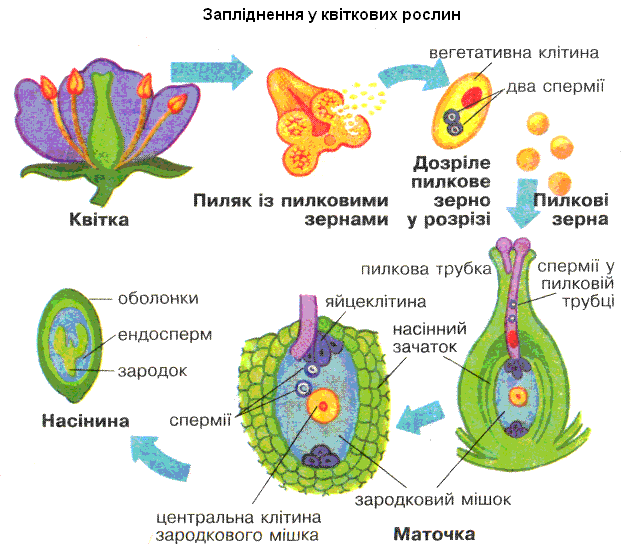 Запліднення у квіткових рослин
вегетативна клітина
два спермії
Квітка
Пиляк із пилковими
зернами
Дозріле
пилкове
зерно
у розрізі
Пилкові
зерна
пилкова трубка
спермії у
пилковій
трубці
оболонки
ендосперм
зародок
Насінина
яйцеклітина
насінний
зачаток
спермії
зародковий мішок
центральна клітина
зародкового мішка
Маточка